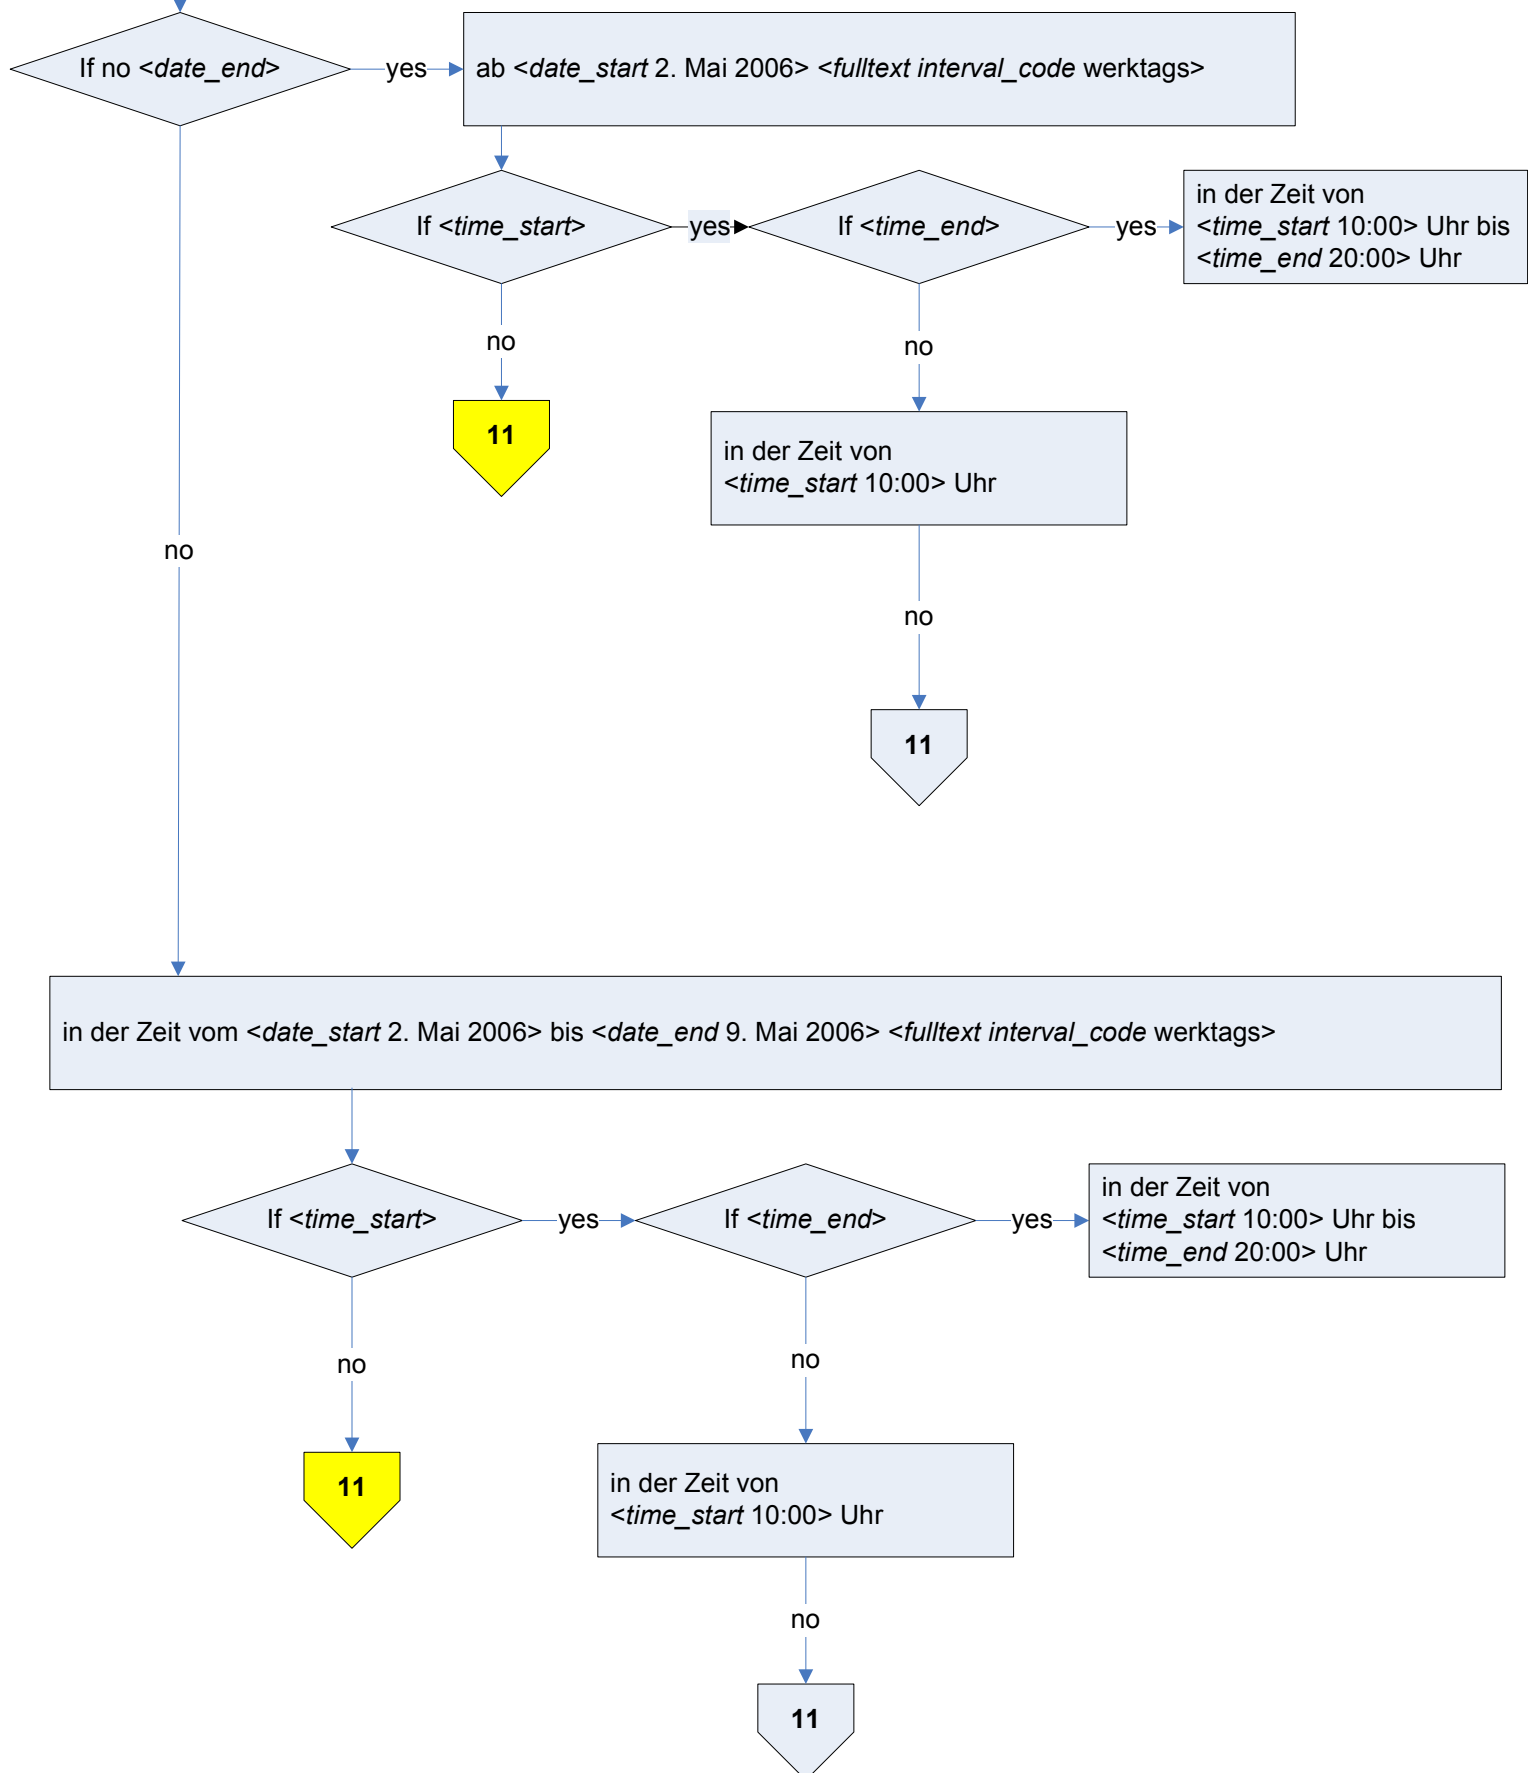 If no <date_end>
yes
ab <date_start 2. Mai 2006> <fulltext interval_code werktags>
If <time_start>
yes
If <time_end>
yes
in der Zeit von
<time_start 10:00> Uhr bis
<time_end 20:00> Uhr
no
no
11
in der Zeit von
<time_start 10:00> Uhr
no
no
11
in der Zeit vom <date_start 2. Mai 2006> bis <date_end 9. Mai 2006> <fulltext interval_code werktags>
If <time_start>
yes
If <time_end>
yes
in der Zeit von
<time_start 10:00> Uhr bis
<time_end 20:00> Uhr
no
no
11
in der Zeit von
<time_start 10:00> Uhr
no
11